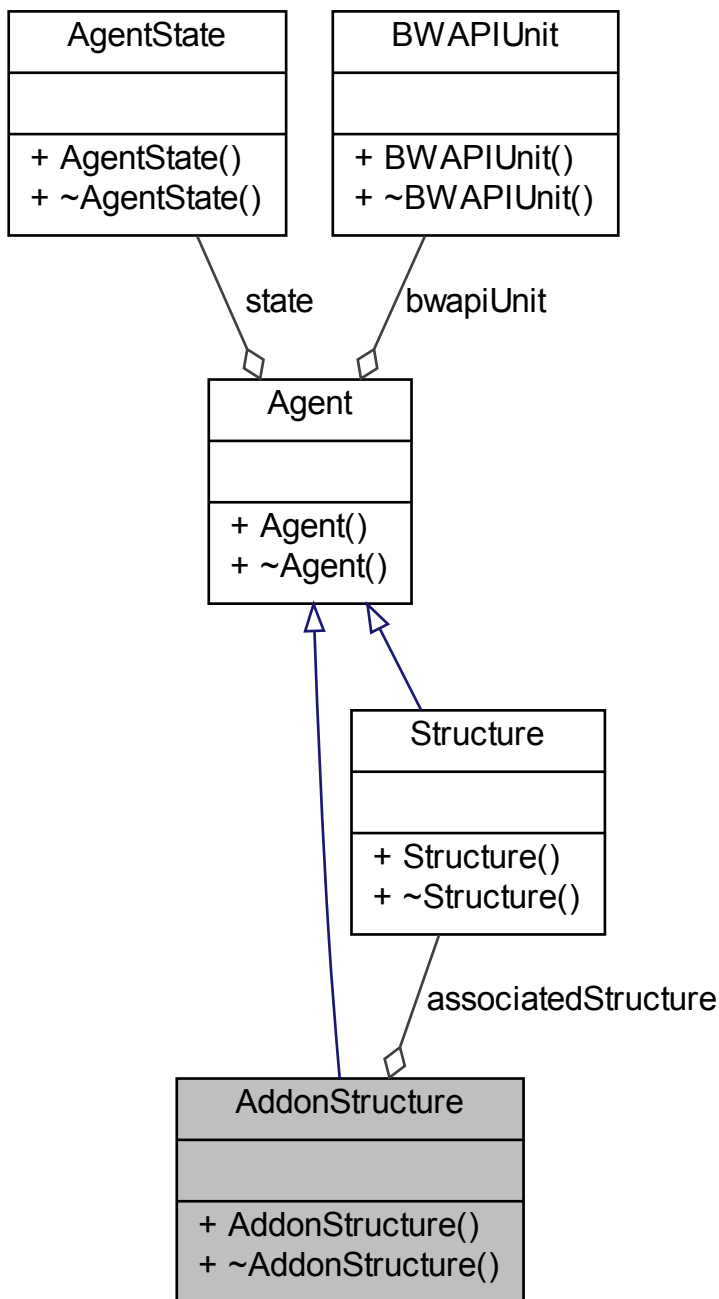 AgentState
+ AgentState()
+ ~AgentState()
BWAPIUnit
+ BWAPIUnit()
+ ~BWAPIUnit()
state
bwapiUnit
Agent
+ Agent()
+ ~Agent()
Structure
+ Structure()
+ ~Structure()
associatedStructure
AddonStructure
+ AddonStructure()
+ ~AddonStructure()